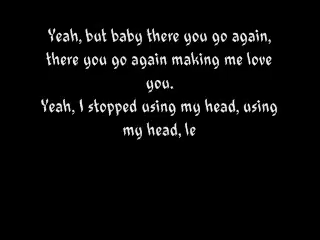 Yeah, but baby there you go again,
there you go again making me love
you.
Yeah, I stopped using my head, using
my head, le